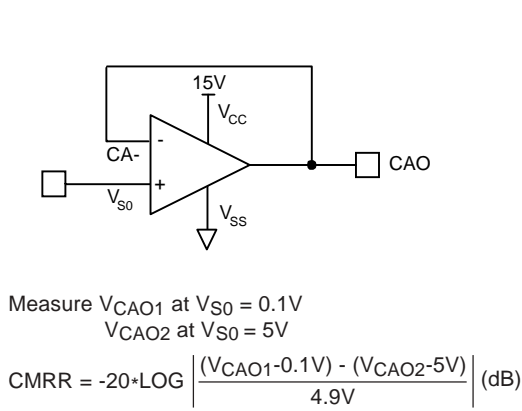 15V
VCC
-
CA-
CAO
+
VS0
VSS
Measure VCAO1 at VS0 = 0.1V
VCAO2 at VS0 = 5V
CMRR = -20*LOG | (VCAO1-0.1V) - (VCAO2-5V) / 4.9V | (dB)